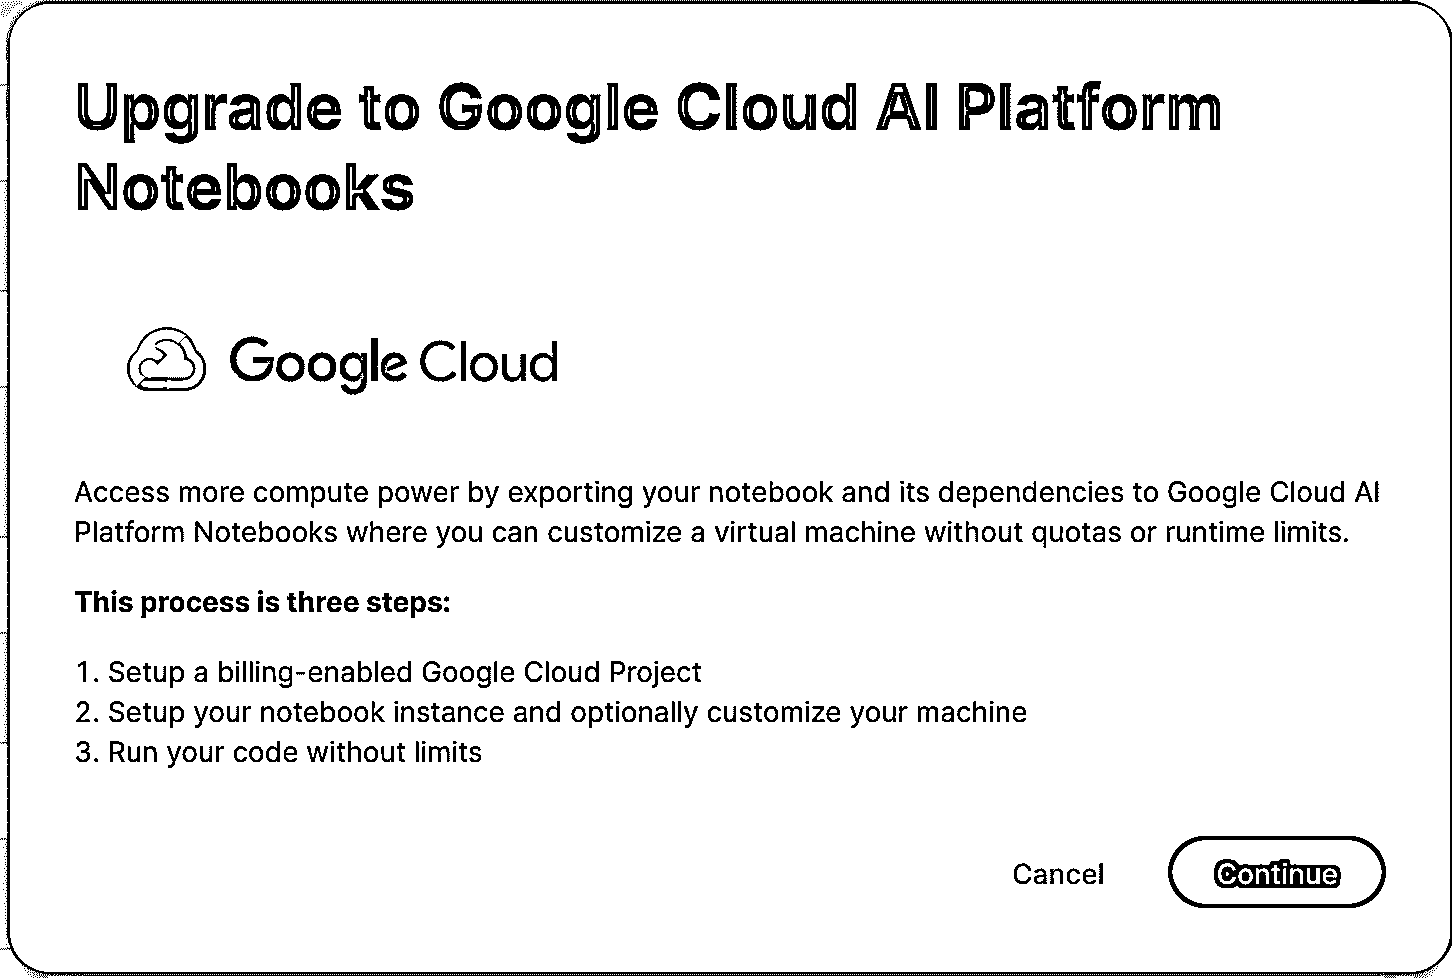 Upgrade to Google Cloud AI Platform
Notebooks
Google Cloud
Access more compute power by exporting your notebook and its dependencies to Google Cloud AI
Platform Notebooks where you can customize a virtual machine without quotas or runtime limits.
This process is three steps:
1. Setup a billing-enabled Google Cloud Project
2. Setup your notebook instance and optionally customize your machine
3. Run your code without limits
Cancel
Continue